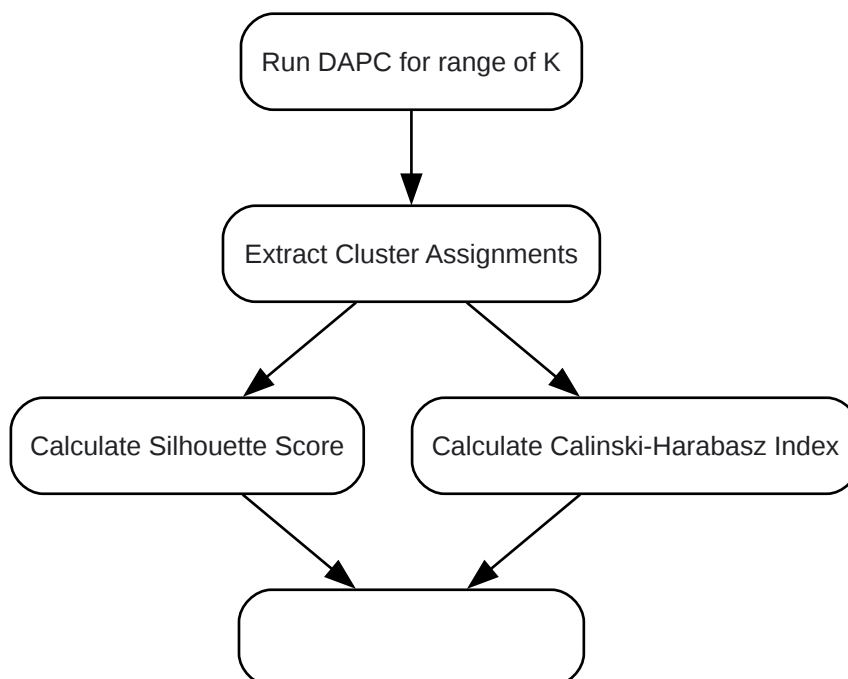 Run DAPC for range of K
Extract Cluster Assignments
Calculate Silhouette Score
Calculate Calinski-Harabasz Index